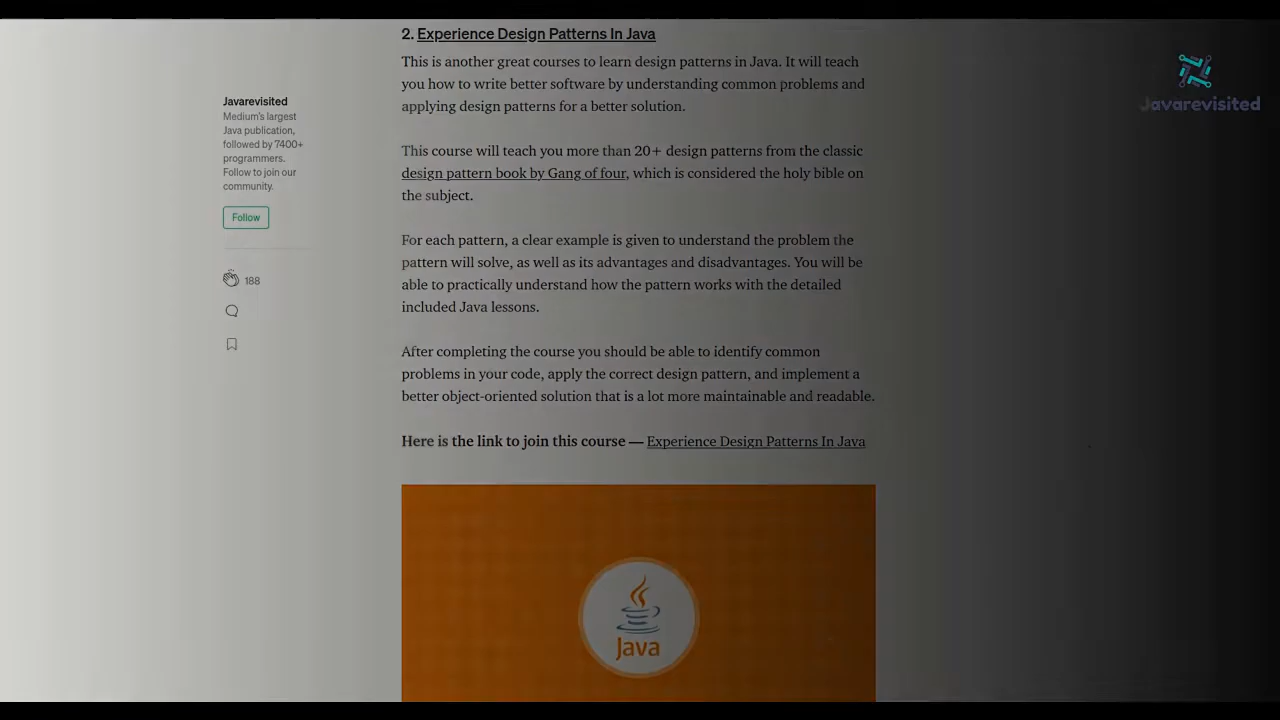 2. Experience Design Patterns In Java
This is another great courses to learn design patterns in Java. It will teach
you how to write better software by understanding common problems and
applying design patterns for a better solution.
This course will teach you more than 20+ design patterns from the classic
design pattern book by Gang of four, which is considered the holy bible on
the subject.
For each pattern, a clear example is given to understand the problem the
pattern will solve, as well as its advantages and disadvantages. You will be
able to practically understand how the pattern works with the detailed
included Java lessons.
After completing the course you should be able to identify common
problems in your code, apply the correct design pattern, and implement a
better object-oriented solution that is a lot more maintainable and readable.
Here is the link to join this course — Experience Design Patterns In Java
Javarevisited
Medium's largest
Java publication,
followed by 7400+
programmers.
Follow to join our
community.
Follow
188
Javarevisited
Java